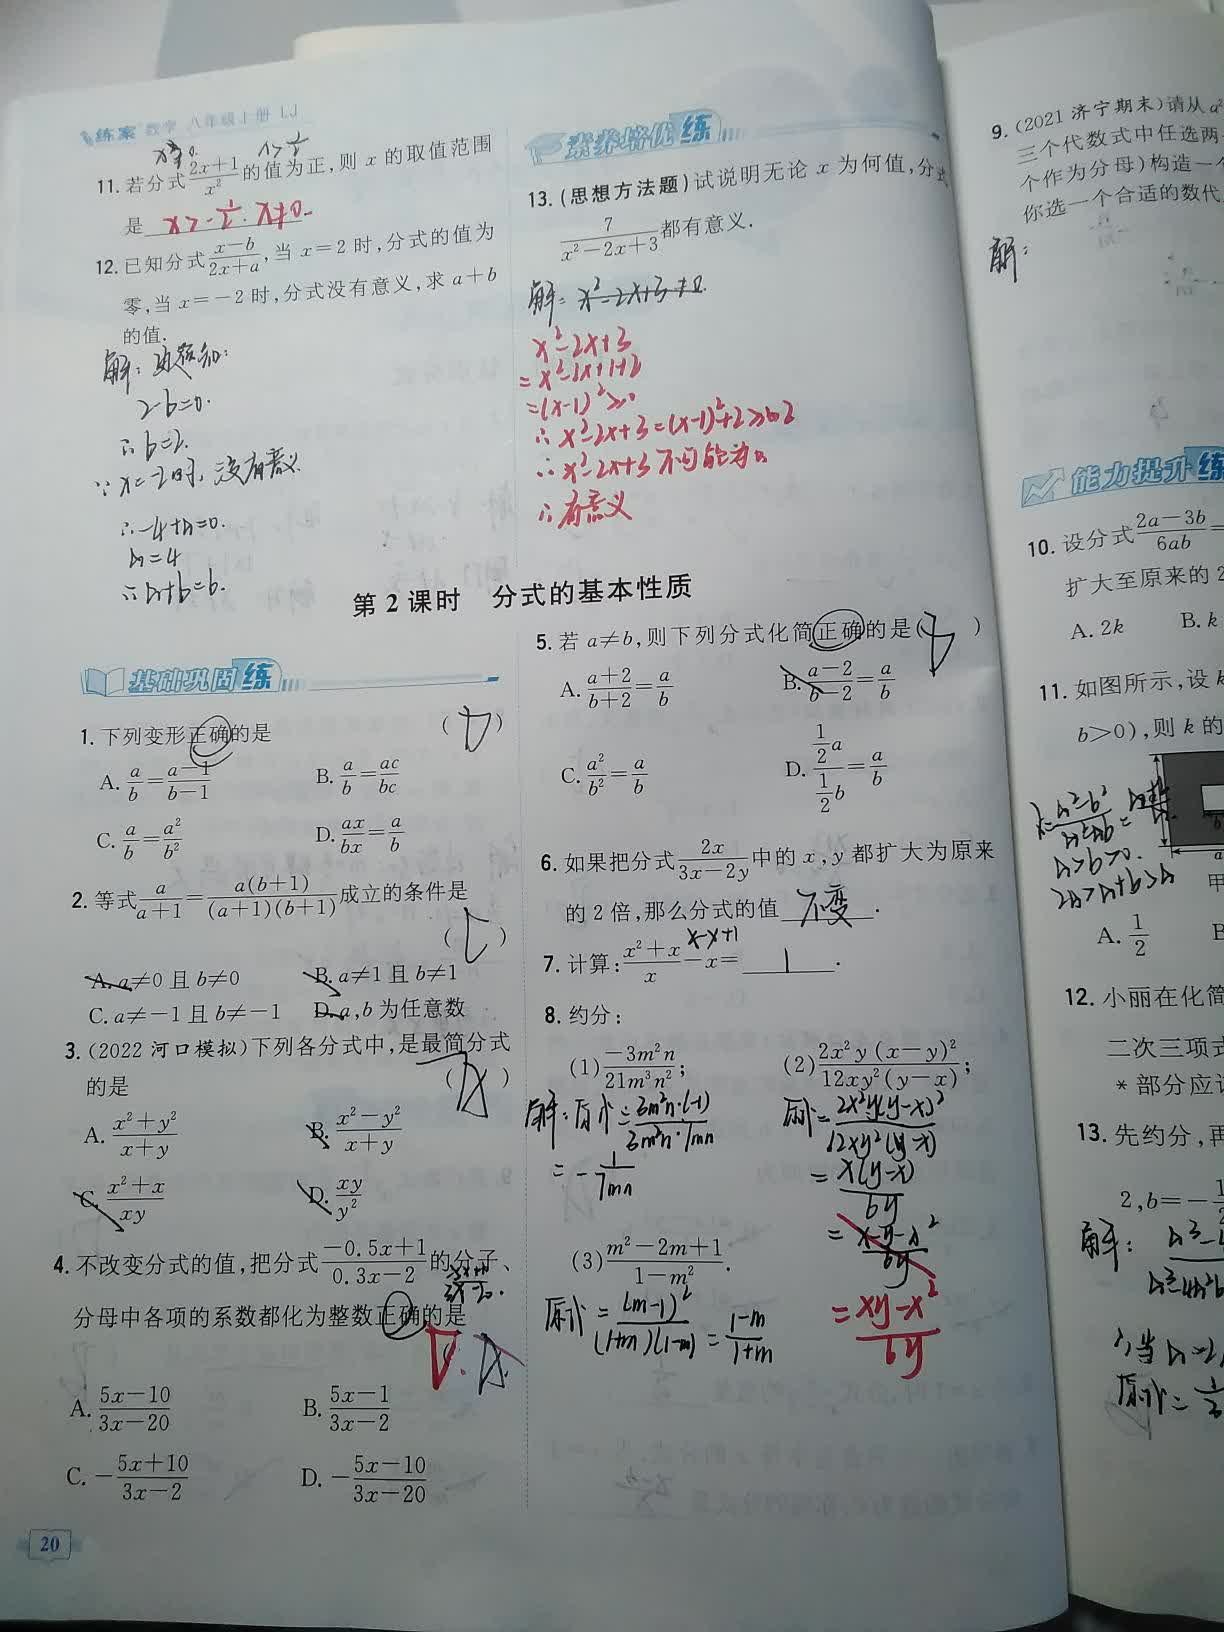 练案 数学 八年级上册 LJ
11. 若分式\frac{2x+1}{x^2}的值为正,则 x 的取值范围
是 x>-\frac{1}{2}. x≠0.
12. 已知分式\frac{x-b}{2x+a},当 x=2 时,分式的值为
零,当 x=-2 时,分式没有意义,求 a+b
的值.
解:由题知:
2-b=0.
∴b=2.
∵x=-2时,没有意义
∴-4+a=0.
a=4
∴a+b=6.
素养培优练
13. (思想方法题)试说明无论 x 为何值,分式
\frac{7}{x^2-2x+3}都有意义.
解: x^2-2x+3≠0.
x^2-2x+3
=x^2-2x+1+2
=(x-1)^2≥0
∴x^2-2x+3=(x-1)^2+2≥2
∴x^2-2x+3不可能为0
∴有意义
第 2 课时 分式的基本性质
基础巩固练
1. 下列变形正确的是 (D)
A. \frac{a}{b}=\frac{a-1}{b-1} B. \frac{a}{b}=\frac{ac}{bc}
C. \frac{a}{b}=\frac{a^2}{b^2} D. \frac{ax}{bx}=\frac{a}{b}
2. 等式\frac{a}{a+1}=\frac{a(b+1)}{(a+1)(b+1)}成立的条件是
(C)
A. a≠0 且 b≠0 B. a≠1 且 b≠1
C. a≠-1 且 b≠-1 D. a,b 为任意数
3. (2022 河口模拟)下列各分式中,是最简分式
的是 (A)
A. \frac{x^2+y^2}{x+y} B. \frac{x^2-y^2}{x+y}
C. \frac{x^2+x}{xy} D. \frac{xy}{y^2}
4. 不改变分式的值,把分式\frac{-0.5x+1}{0.3x-2}的分子、
分母中各项的系数都化为整数正确的是
D. A.
A. \frac{5x-10}{3x-20} B. \frac{5x-1}{3x-2}
C. -\frac{5x+10}{3x-2} D. -\frac{5x-10}{3x-20}
20
5. 若 a≠b,则下列分式化简正确的是(D)
A. \frac{a+2}{b+2}=\frac{a}{b} B. \frac{a-2}{b-2}=\frac{a}{b}
C. \frac{a^2}{b^2}=\frac{a}{b} D. \frac{\frac{1}{2}a}{\frac{1}{2}b}=\frac{a}{b}
6. 如果把分式\frac{2x}{3x-2y}中的 x,y 都扩大为原来
的 2 倍,那么分式的值 不变 .
x-x+1
7. 计算:\frac{x^2+x}{x}-x= 1 .
8. 约分:
(1)\frac{-3m^2n}{21m^3n^2}; (2)\frac{2x^2y(x-y)^2}{12xy^2(y-x)};
解:原式=\frac{3m^2n·(-1)}{3m^2n·7mn} 原式=\frac{2x^2y(y-x)^2}{12xy^2(y-x)}
=-\frac{1}{7mn} =\frac{x(y-x)}{6y}
=\frac{x-y-x^2}{6y}
(3)\frac{m^2-2m+1}{1-m^2}.
原式=\frac{(m-1)^2}{(1+m)(1-m)}=\frac{1-m}{1+m} =\frac{xy-x^2}{6y}
9. (2021 济宁期末)请从 a^2
三个代数式中任选两
个作为分母)构造一个
你选一个合适的数代
解:
能力提升练
10. 设分式\frac{2a-3b}{6ab}=
扩大至原来的 2
A. 2k B. k
11. 如图所示,设 k
b>0),则 k 的
a>b>0.
2a>a+b>a
甲
A. \frac{1}{2} B
12. 小丽在化简
二次三项式
* 部分应该
13. 先约分,再
2,b=-\frac{1}{2}
解:
∴当a=2,
原式=